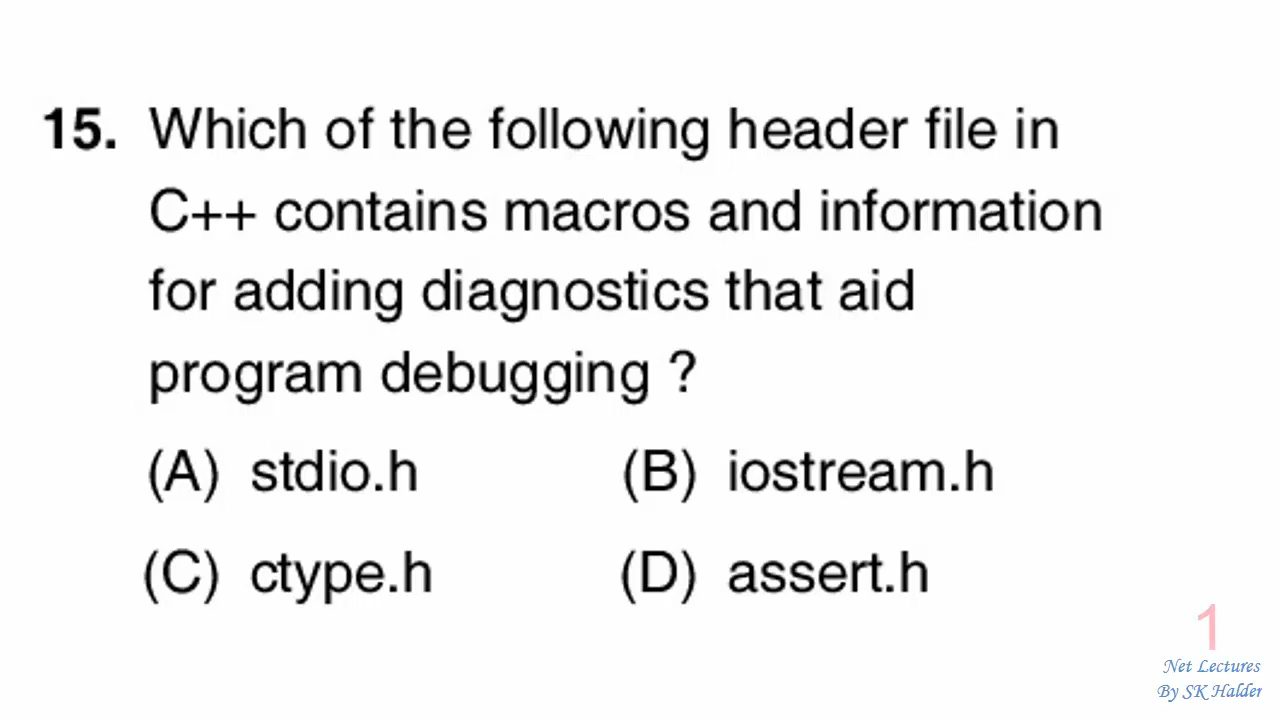 15. Which of the following header file in
C++ contains macros and information
for adding diagnostics that aid
program debugging ?
(A) stdio.h (B) iostream.h
(C) ctype.h (D) assert.h
1
Net Lectures
By SK Halder